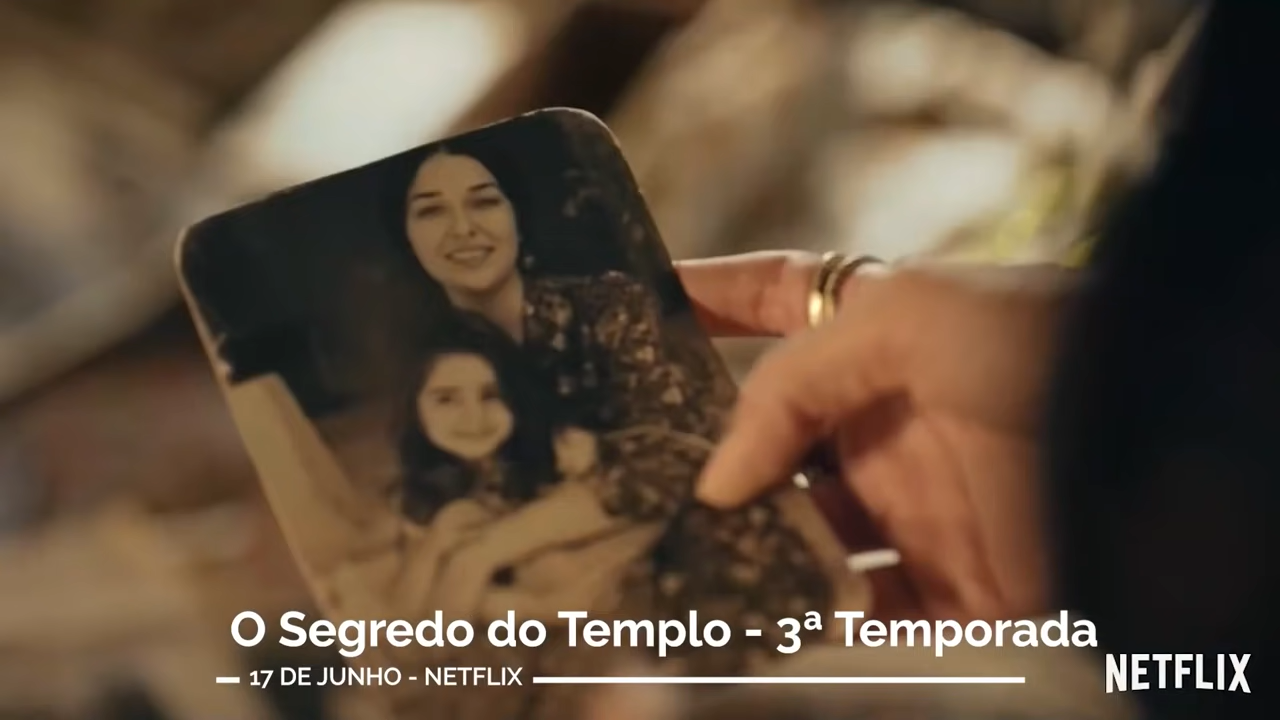 O Segredo do Templo - 3ª Temporada
17 DE JUNHO - NETFLIX
NETFLIX